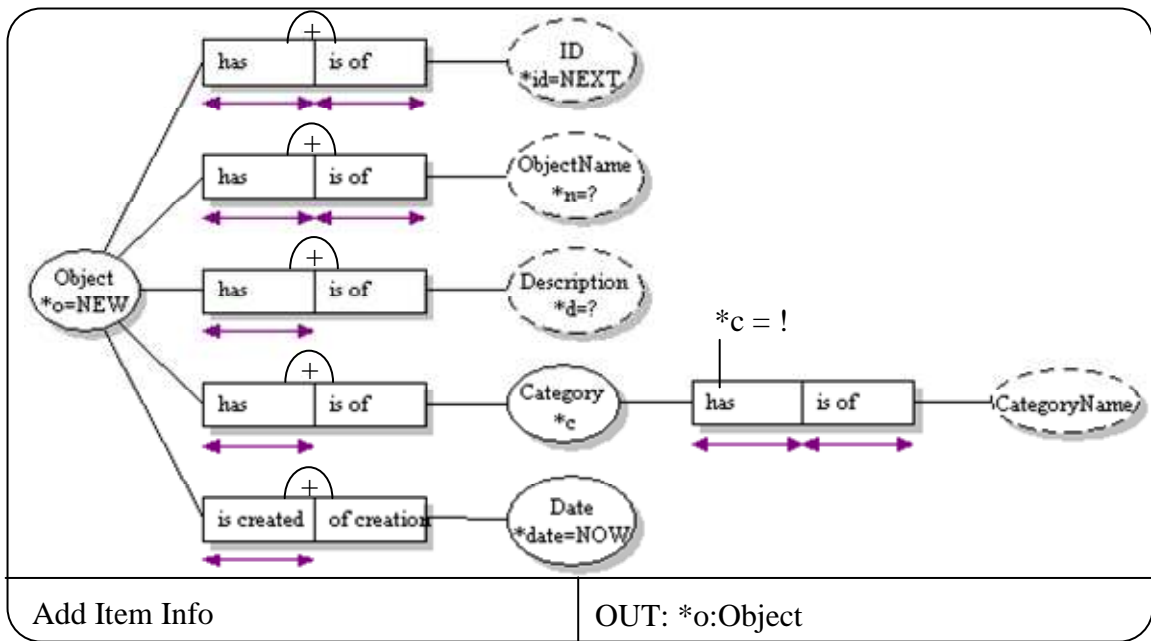 +
has is of
ID
*id=NEXT
+
has is of
ObjectName
*n=?
Object
*o=NEW
+
has is of
Description
*d=?
*c = !
+
has is of
Category
*c
has is of
CategoryName
+
is created of creation
Date
*date=NOW
Add Item Info
OUT: *o:Object